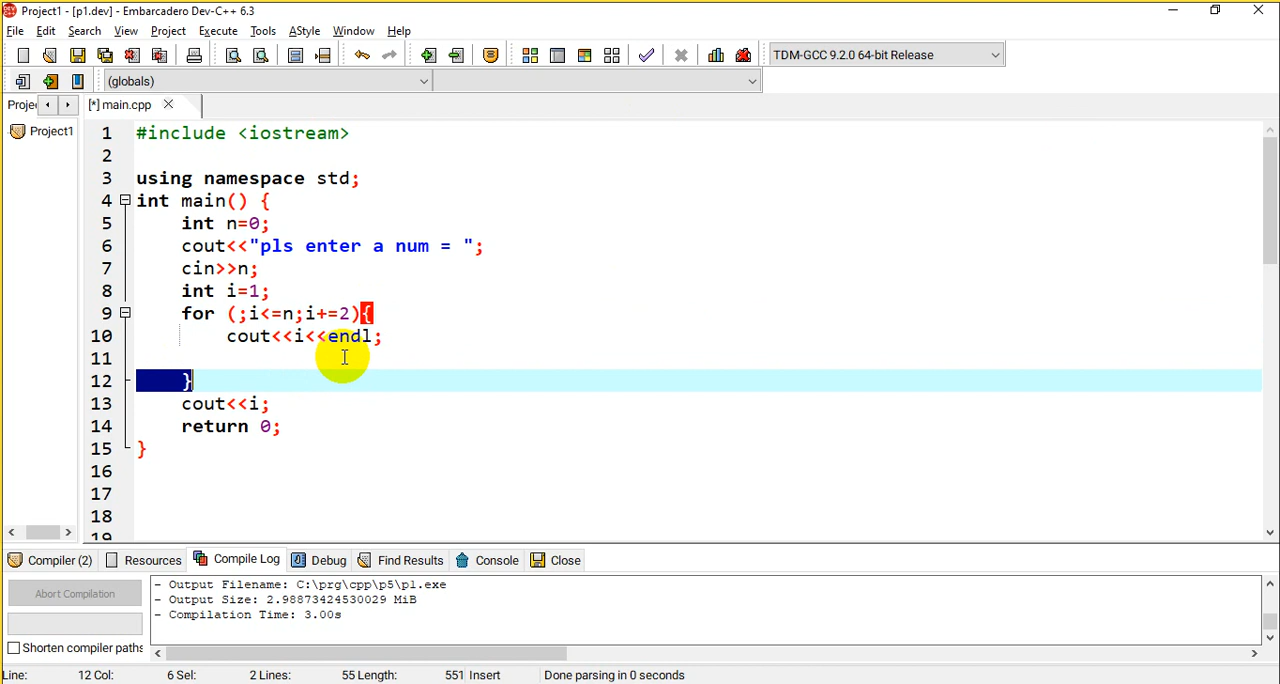 Project1 - [p1.dev] - Embarcadero Dev-C++ 6.3
File Edit Search View Project Execute Tools AStyle Window Help
TDM-GCC 9.2.0 64-bit Release
(globals)
Proje [*] main.cpp
Project1
1 #include <iostream>
2
3 using namespace std;
4 int main() {
5 int n=0;
6 cout<<"pls enter a num = ";
7 cin>>n;
8 int i=1;
9 for (;i<=n;i+=2){
10 cout<<i<<endl;
11
12 }
13 cout<<i;
14 return 0;
15 }
16
17
18
19
Compiler (2) Resources Compile Log Debug Find Results Console Close
Abort Compilation
- Output Filename: C:\prg\cpp\p5\p1.exe
- Output Size: 2.98873424530029 MiB
- Compilation Time: 3.00s
Shorten compiler paths
Line: 12 Col: 6 Sel: 2 Lines: 55 Length: 551 Insert Done parsing in 0 seconds